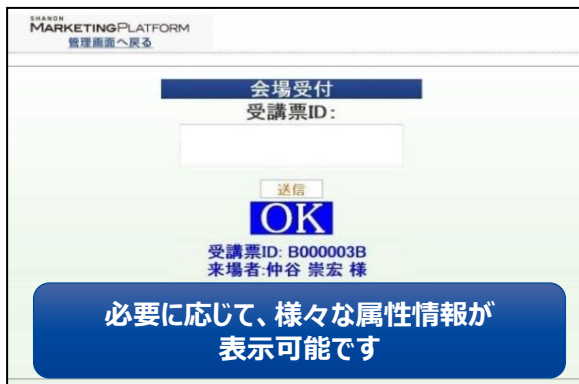 SHANON
MARKETINGPLATFORM
管理画面へ戻る
会場受付
受講票ID:
送信
OK
受講票ID: B000003B
来場者:仲谷 崇宏 様
必要に応じて、様々な属性情報が
表示可能です